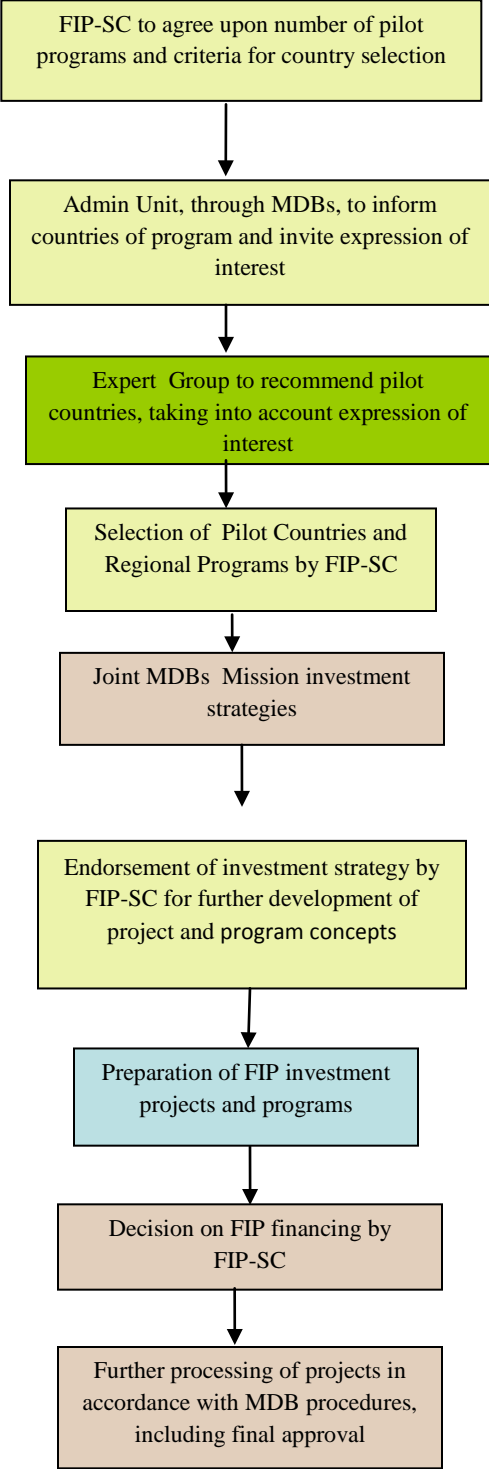 FIP-SC to agree upon number of pilot
programs and criteria for country selection
Admin Unit, through MDBs, to inform
countries of program and invite expression of
interest
Expert Group to recommend pilot
countries, taking into account expression of
interest
Selection of Pilot Countries and
Regional Programs by FIP-SC
Joint MDBs Mission investment
strategies
Endorsement of investment strategy by
FIP-SC for further development of
project and program concepts
Preparation of FIP investment
projects and programs
Decision on FIP financing by
FIP-SC
Further processing of projects in
accordance with MDB procedures,
including final approval